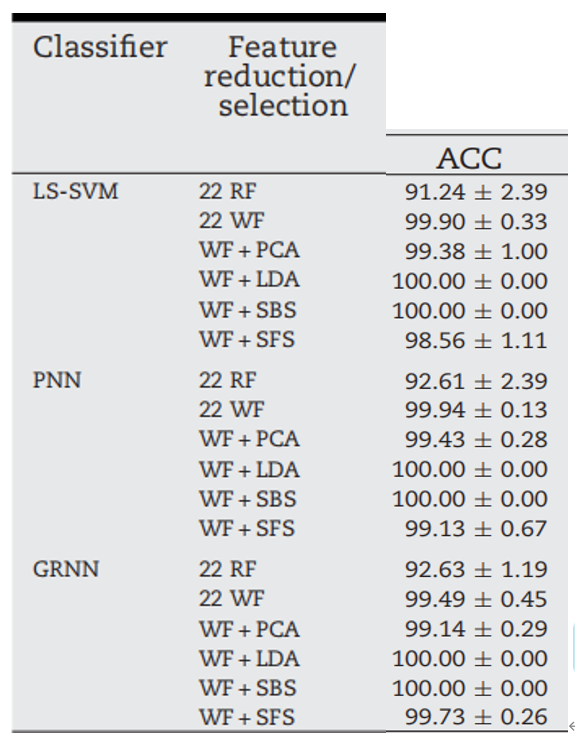 Classifier Feature
reduction/
selection
ACC
LS-SVM 22 RF 91.24 ± 2.39
22 WF 99.90 ± 0.33
WF + PCA 99.38 ± 1.00
WF + LDA 100.00 ± 0.00
WF + SBS 100.00 ± 0.00
WF + SFS 98.56 ± 1.11
PNN 22 RF 92.61 ± 2.39
22 WF 99.94 ± 0.13
WF + PCA 99.43 ± 0.28
WF + LDA 100.00 ± 0.00
WF + SBS 100.00 ± 0.00
WF + SFS 99.13 ± 0.67
GRNN 22 RF 92.63 ± 1.19
22 WF 99.49 ± 0.45
WF + PCA 99.14 ± 0.29
WF + LDA 100.00 ± 0.00
WF + SBS 100.00 ± 0.00
WF + SFS 99.73 ± 0.26